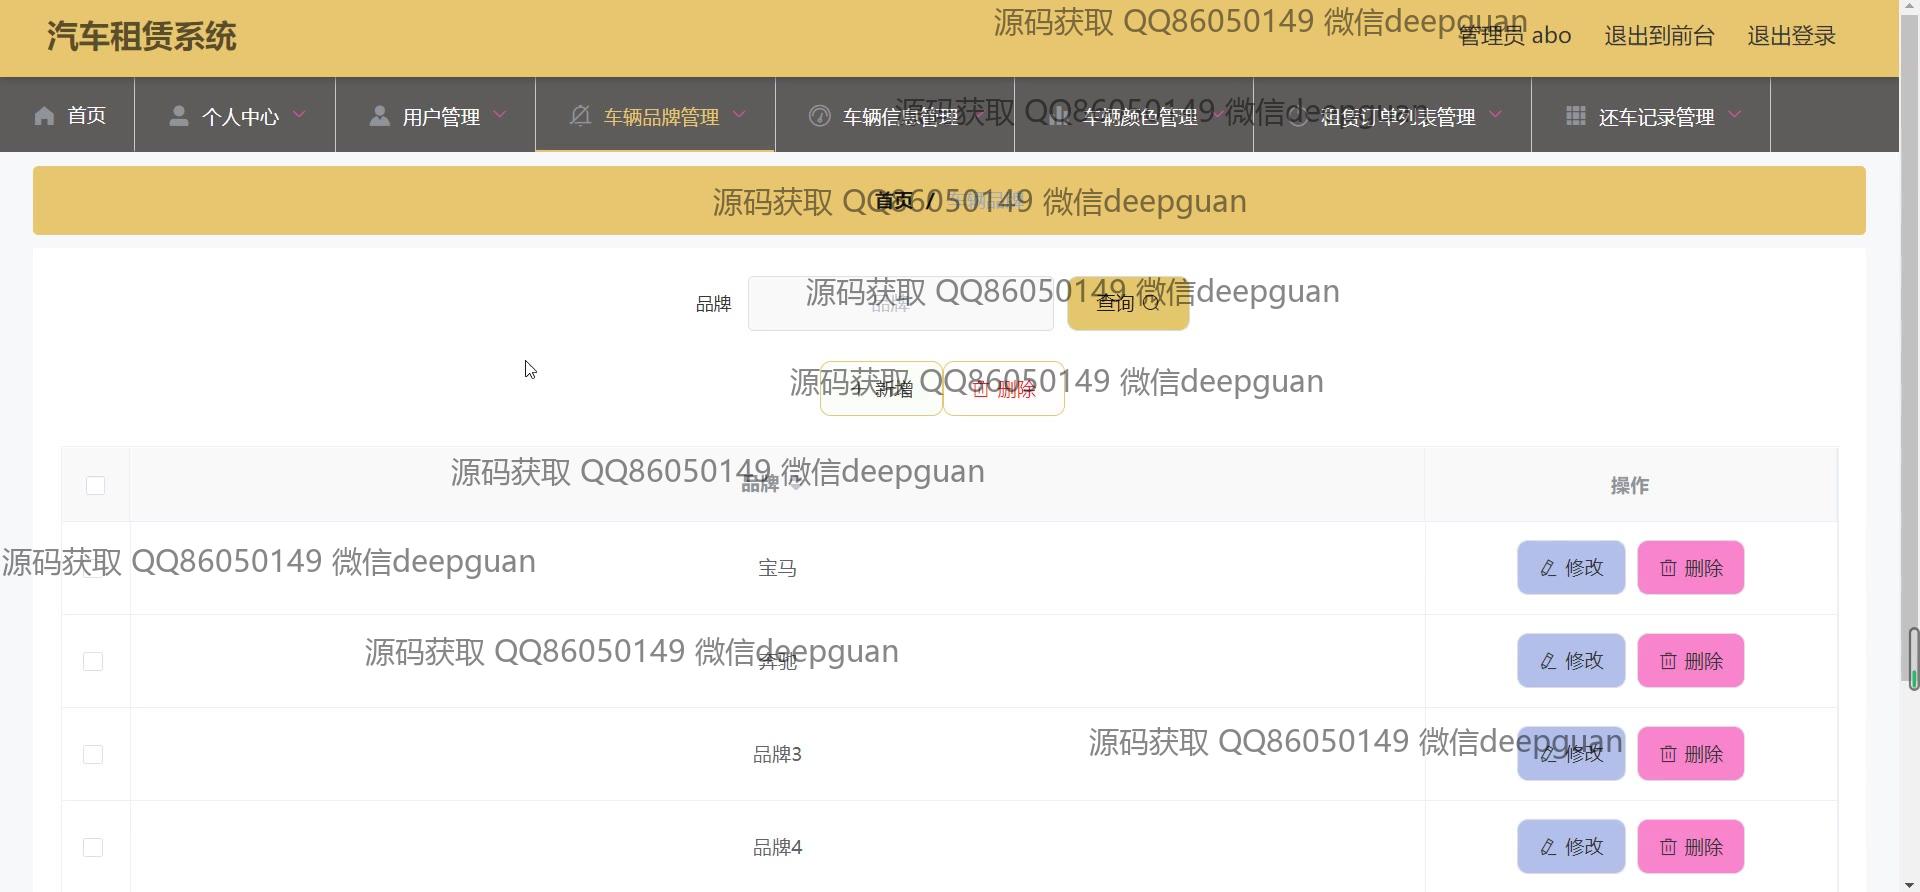 汽车租赁系统
源码获取 QQ86050149 微信deepguan
管理员 abo 退出到前台 退出登录
首页 个人中心 用户管理 车辆品牌管理 车辆信息管理 车辆颜色管理 租赁订单列表管理 还车记录管理
源码获取 QQ86050149 微信deepguan
首页 / 车辆品牌
源码获取 QQ86050149 微信deepguan
源码获取 QQ86050149 微信deepguan
品牌 品牌 查询
源码获取 QQ86050149 微信deepguan
+ 新增 删除
源码获取 QQ86050149 微信deepguan
品牌 操作
源码获取 QQ86050149 微信deepguan
宝马 修改 删除
源码获取 QQ86050149 微信deepguan
奔驰 修改 删除
源码获取 QQ86050149 微信deepguan
品牌3 修改 删除
品牌4 修改 删除